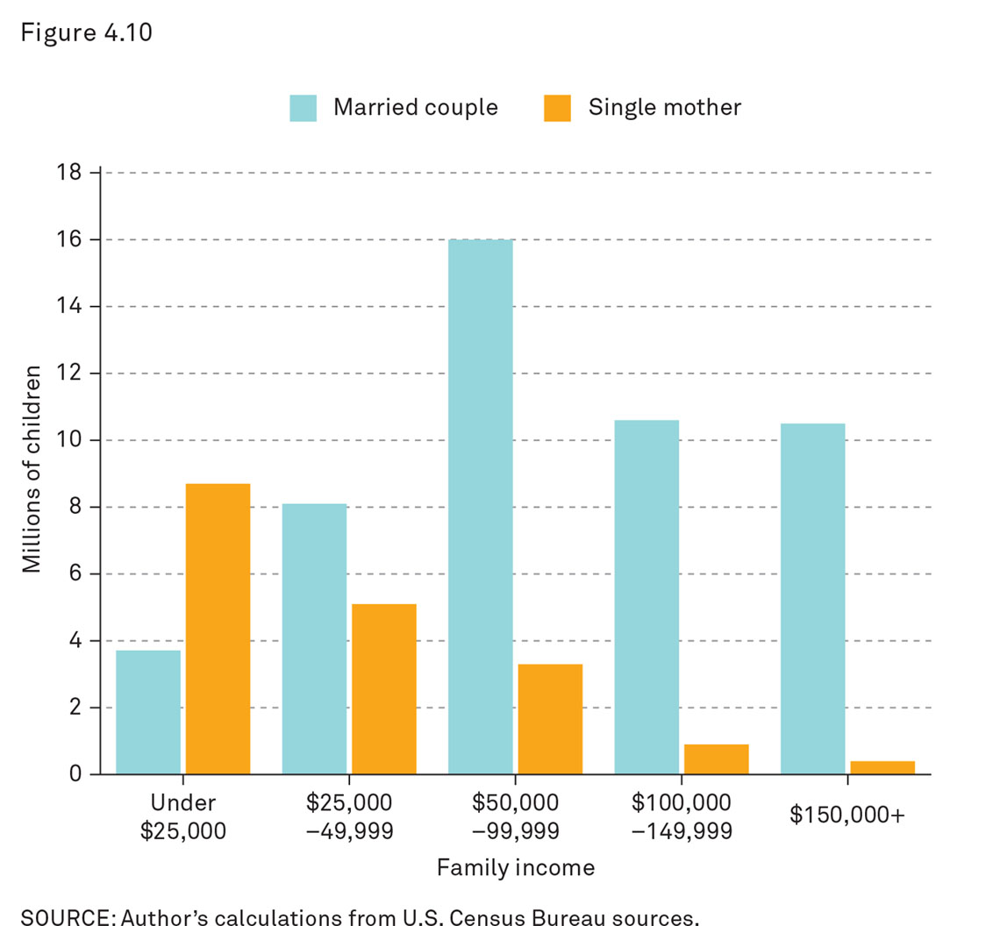 Figure 4.10
Married couple
Single mother
18
16
14
12
10
8
6
4
2
0
Millions of children
Under
$25,000
$25,000
–49,999
$50,000
–99,999
$100,000
–149,999
$150,000+
Family income
SOURCE: Author’s calculations from U.S. Census Bureau sources.